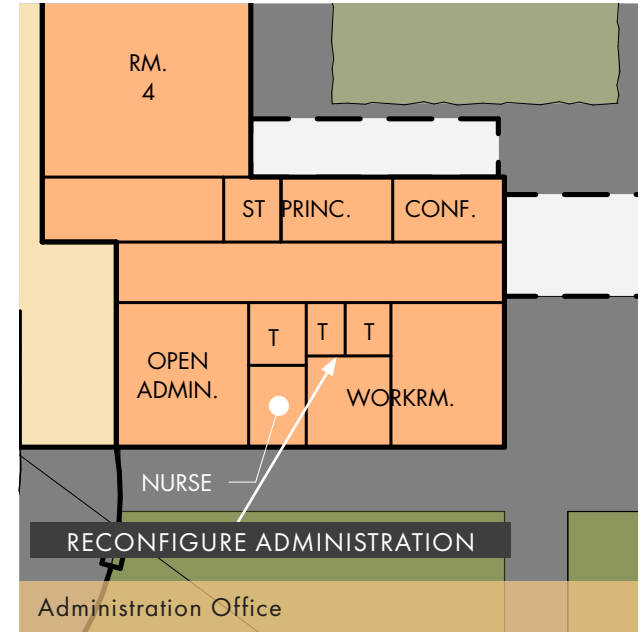 RM.
4
ST PRINC. CONF.
T T T
OPEN
ADMIN.
WORKRM.
NURSE
RECONFIGURE ADMINISTRATION
Administration Office